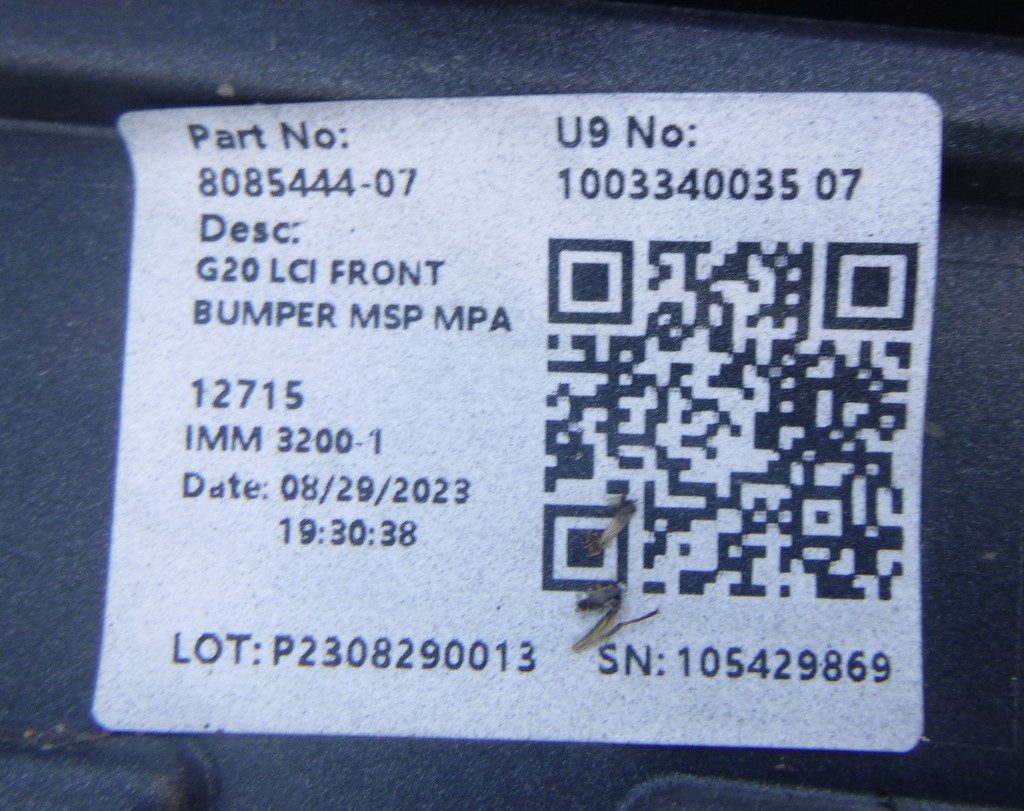 Part No:
8085444-07
U9 No:
1003340035 07
Desc:
G20 LCI FRONT
BUMPER MSP MPA
12715
IMM 3200-1
Date: 08/29/2023
19:30:38
LOT: P2308290013
SN: 105429869